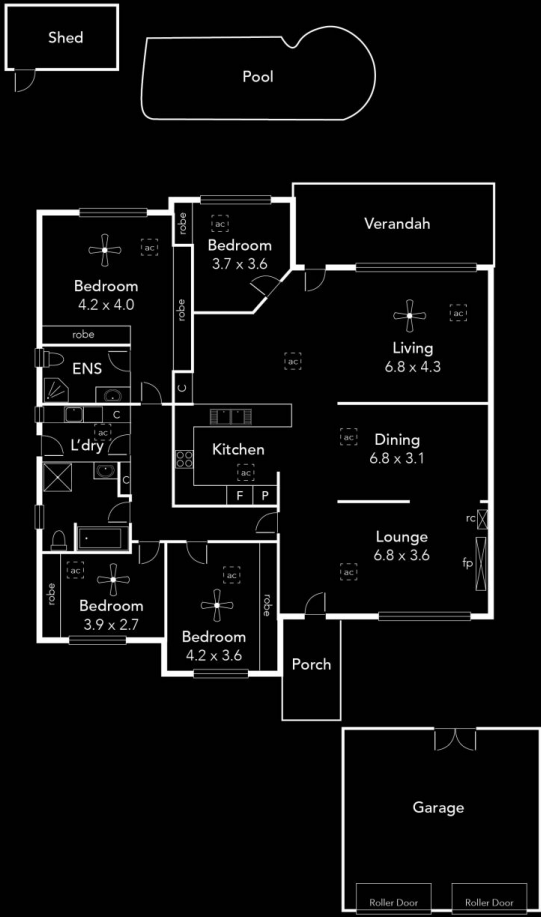 Shed
Pool
Verandah
robe
ac
Bedroom
3.7 x 3.6
ac
Bedroom
4.2 x 4.0
robe
robe
ac
Living
6.8 x 4.3
ac
ENS
C
C
L'dry
ac
Kitchen
ac
F
P
ac
Dining
6.8 x 3.1
C
rc
Lounge
6.8 x 3.6
fp
ac
robe
ac
Bedroom
3.9 x 2.7
ac
robe
Bedroom
4.2 x 3.6
Porch
Garage
Roller Door
Roller Door